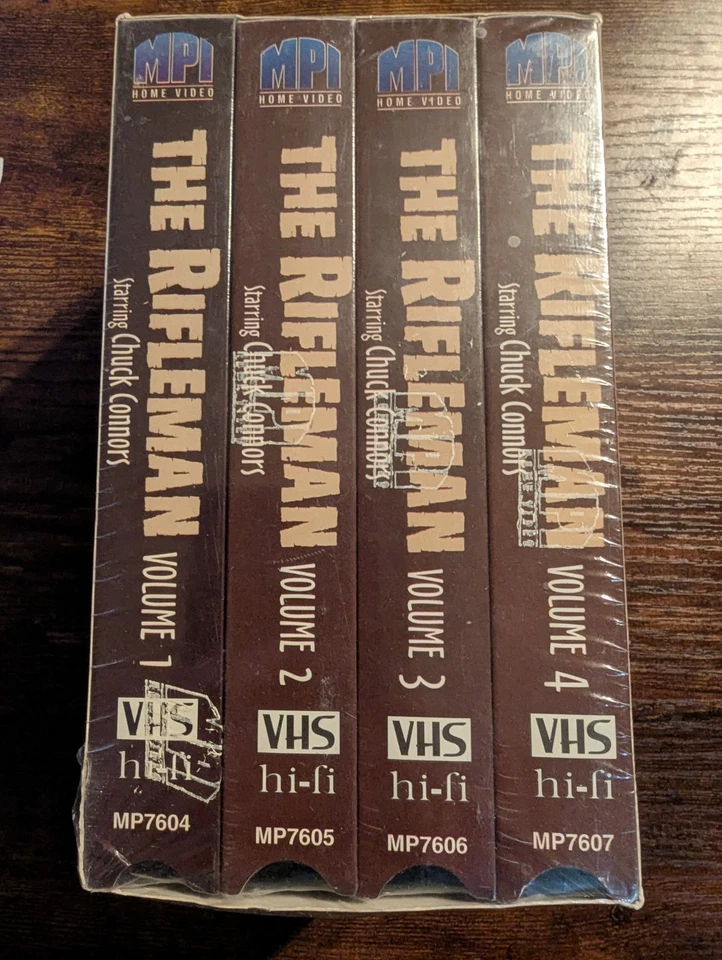 MPI
HOME VIDEO
THE RIFLEMAN
Starring Chuck Connors
VOLUME 1
VHS
hi-fi
MP7604
MPI
HOME VIDEO
THE RIFLEMAN
Starring Chuck Connors
VOLUME 2
VHS
hi-fi
MP7605
MPI
HOME VIDEO
THE RIFLEMAN
Starring Chuck Connors
VOLUME 3
VHS
hi-fi
MP7606
MPI
HOME VIDEO
THE RIFLEMAN
Starring Chuck Connors
VOLUME 4
VHS
hi-fi
MP7607